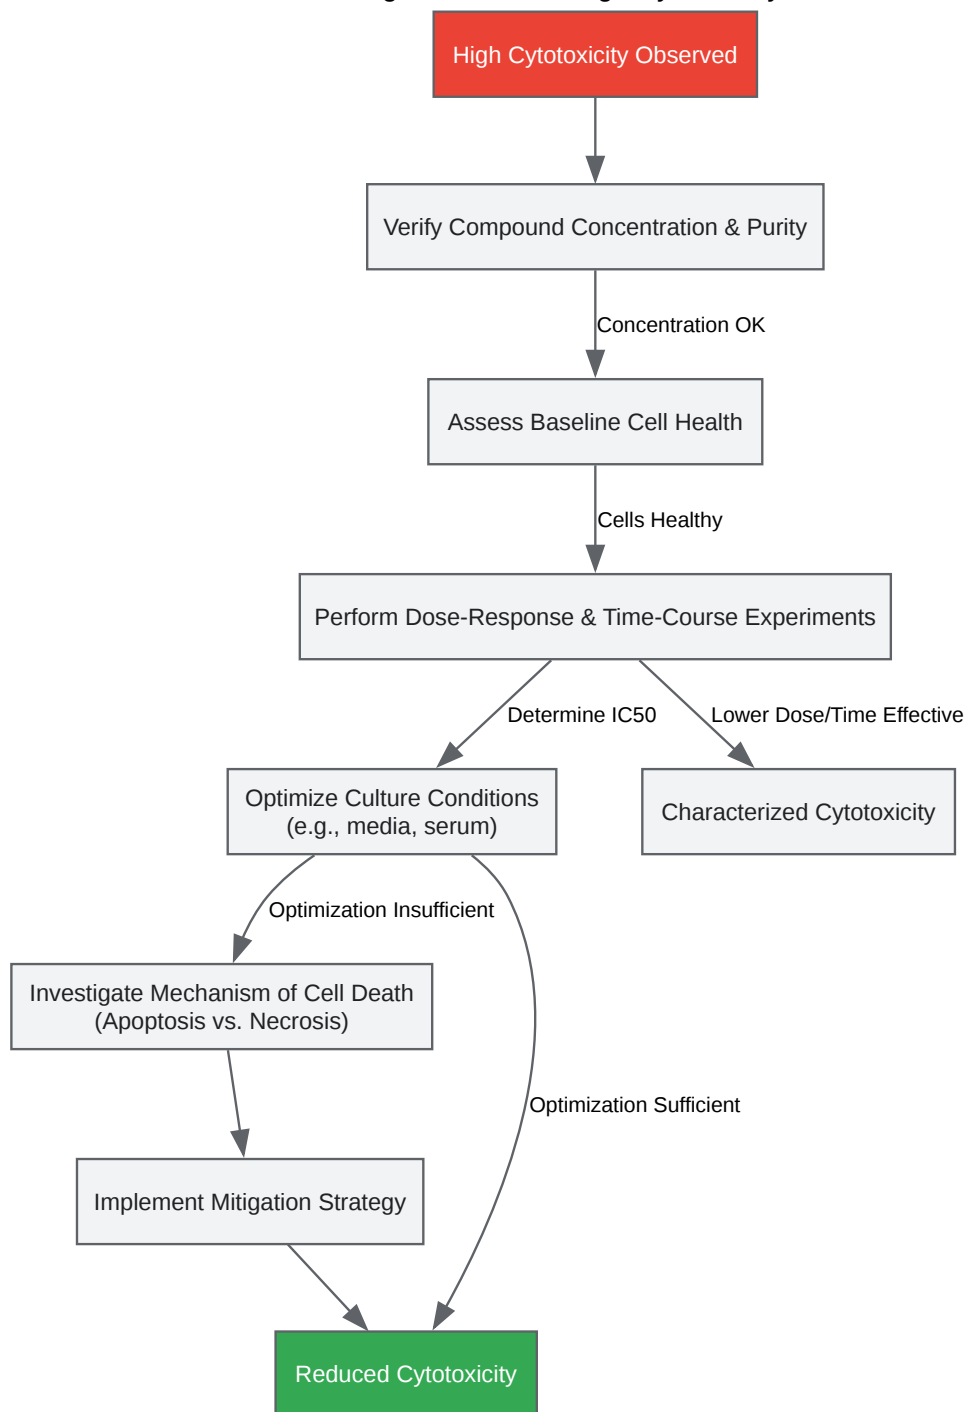 High Cytotoxicity Observed
Verify Compound Concentration & Purity
Concentration OK
Assess Baseline Cell Health
Cells Healthy
Perform Dose-Response & Time-Course Experiments
Determine IC50
Lower Dose/Time Effective
Optimize Culture Conditions
(e.g., media, serum)
Characterized Cytotoxicity
Optimization Insufficient
Investigate Mechanism of Cell Death
(Apoptosis vs. Necrosis)
Optimization Sufficient
Implement Mitigation Strategy
Reduced Cytotoxicity